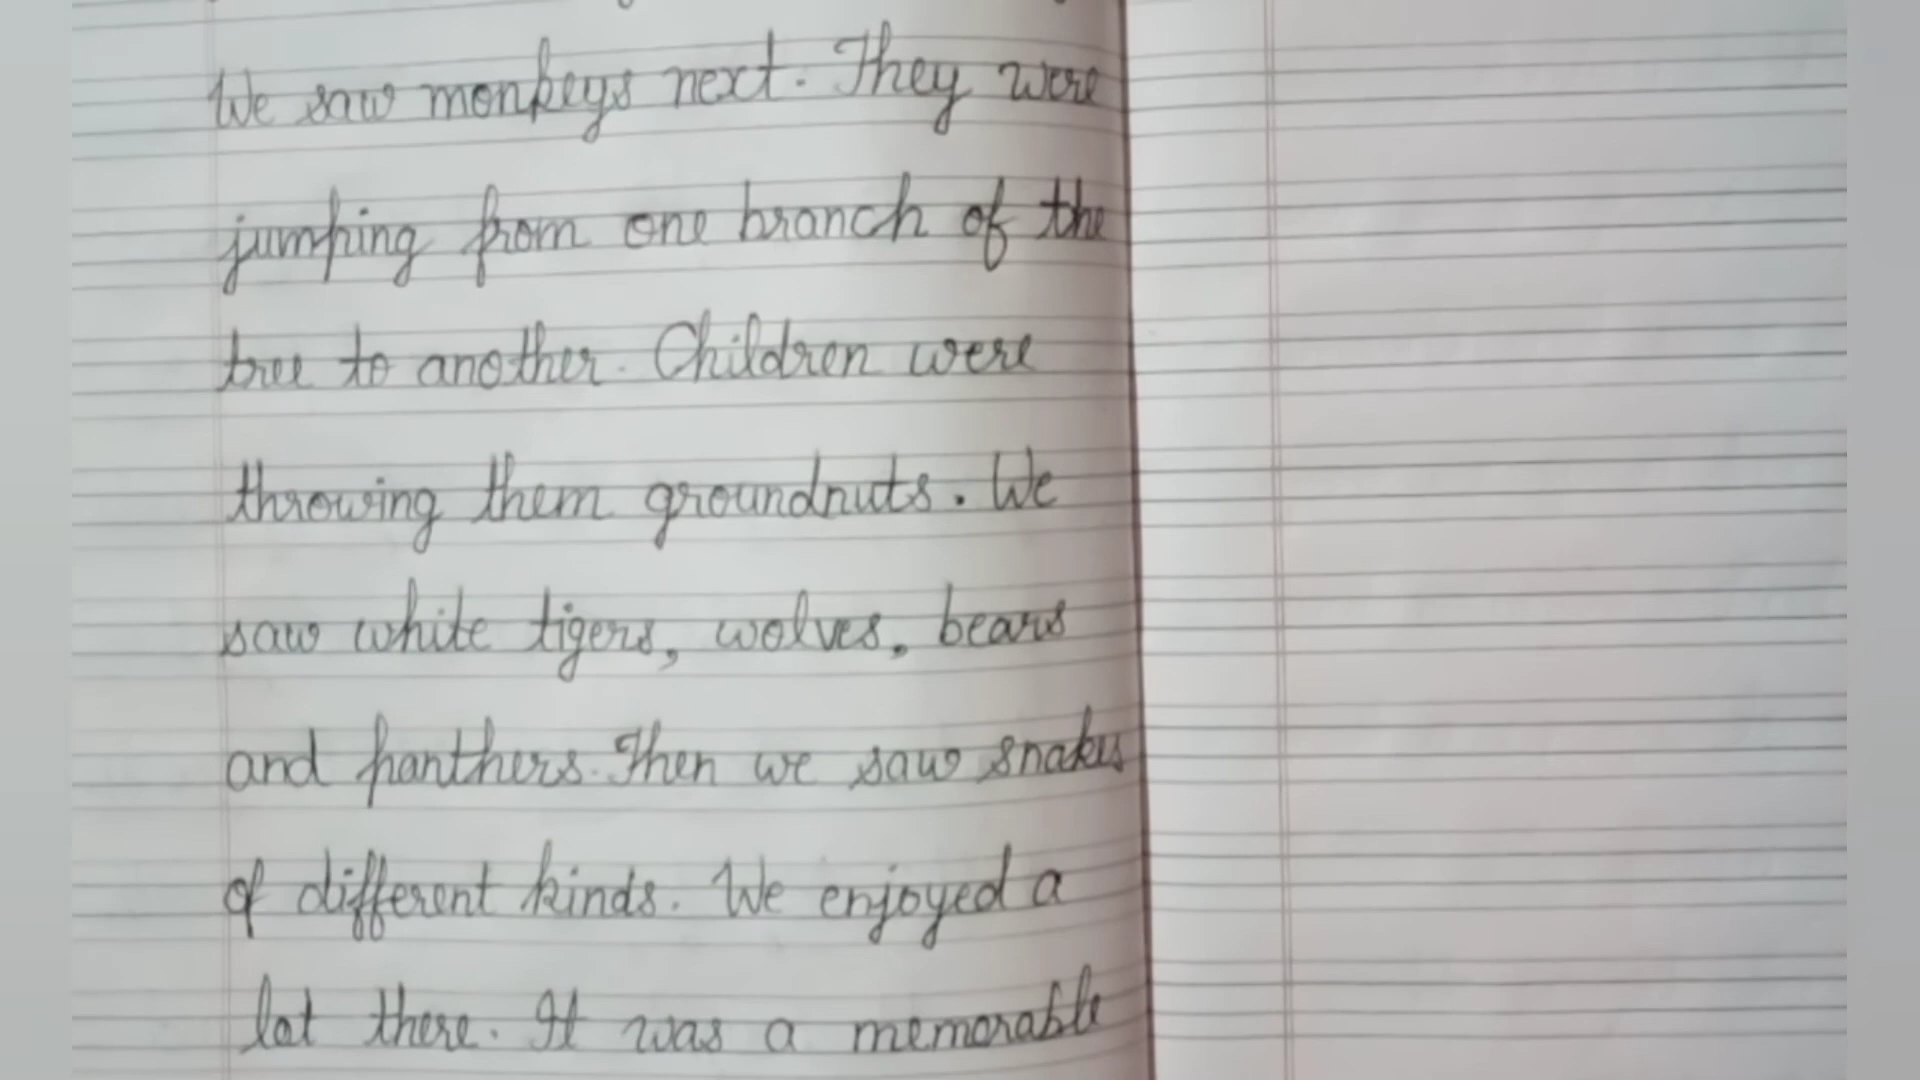 We saw monkeys next. They were
jumping from one branch of the
tree to another. Children were
throwing them groundnuts. We
saw white tigers, wolves, bears
and panthers. Then we saw snakes
of different kinds. We enjoyed a
lot there. It was a memorable